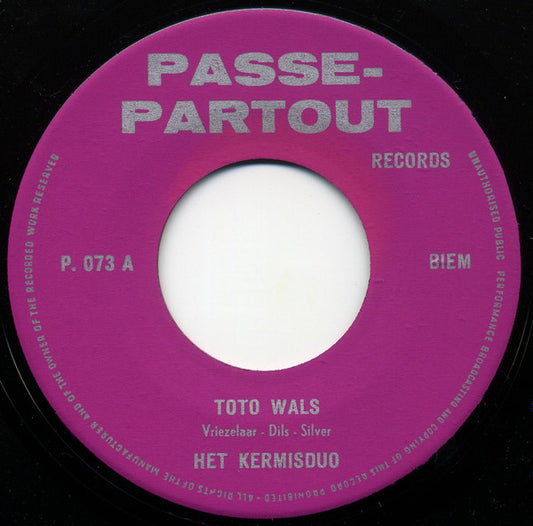 PASSE-
PARTOUT
RECORDS
P. 073 A
BIEM
TOTO WALS
Vriezelaar - Dils - Silver
HET KERMISDUO
ALL RIGHTS OF THE MANUFACTURER AND OF THE OWNER OF THE RECORDED WORK RESERVED
UNAUTHORISED PUBLIC PERFORMANCE BROADCASTING AND COPYING OF THIS RECORD PROHIBITED -